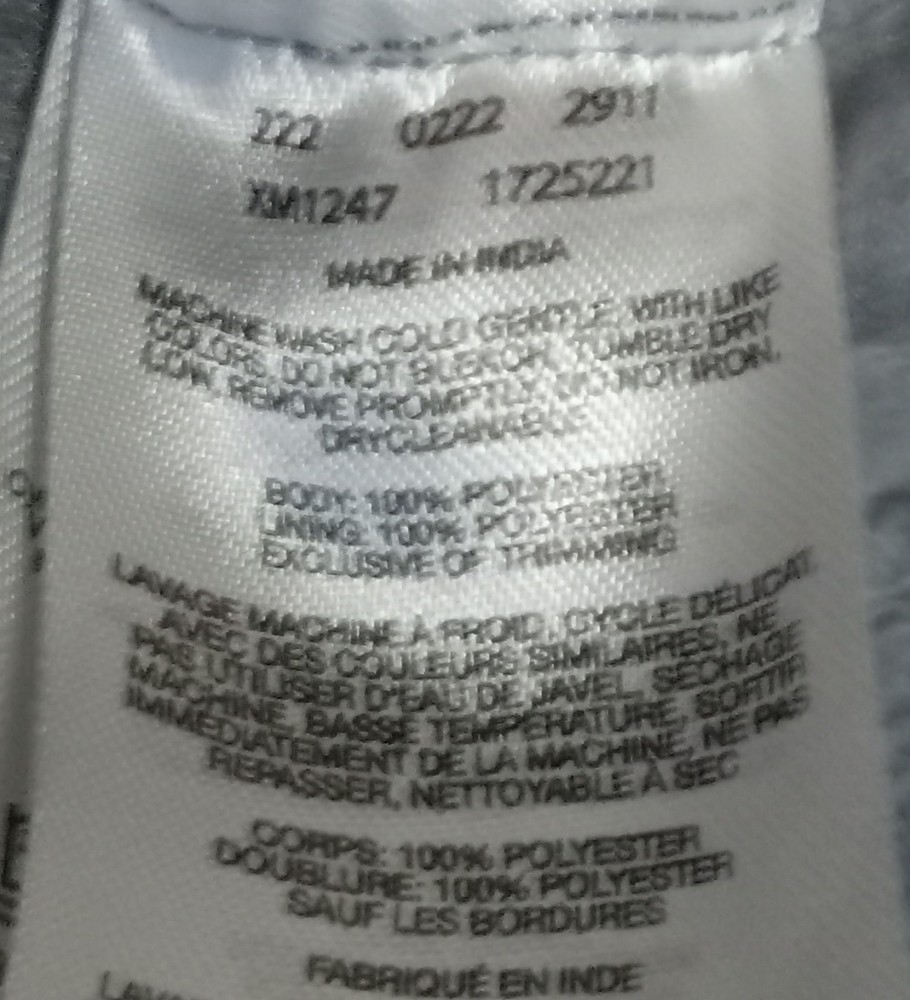 222 0222 2911
XM1247 1725221
MADE IN INDIA
MACHINE WASH COLD GENTLE, WITH LIKE
COLORS, DO NOT BLEACH, TUMBLE DRY
LOW, REMOVE PROMPTLY, DO NOT IRON,
DRYCLEANABLE
BODY: 100% POLYESTER
LINING: 100% POLYESTER
EXCLUSIVE OF TRIMMING
LAVAGE MACHINE À FROID, CYCLE DÉLICAT
AVEC DES COULEURS SIMILAIRES, NE
PAS UTILISER D'EAU DE JAVEL, SÉCHAGE
MACHINE, BASSE TEMPÉRATURE, SORTIR
IMMÉDIATEMENT DE LA MACHINE, NE PAS
REPASSER, NETTOYABLE À SEC
CORPS: 100% POLYESTER
DOUBLURE: 100% POLYESTER
SAUF LES BORDURES
FABRIQUÉ EN INDE